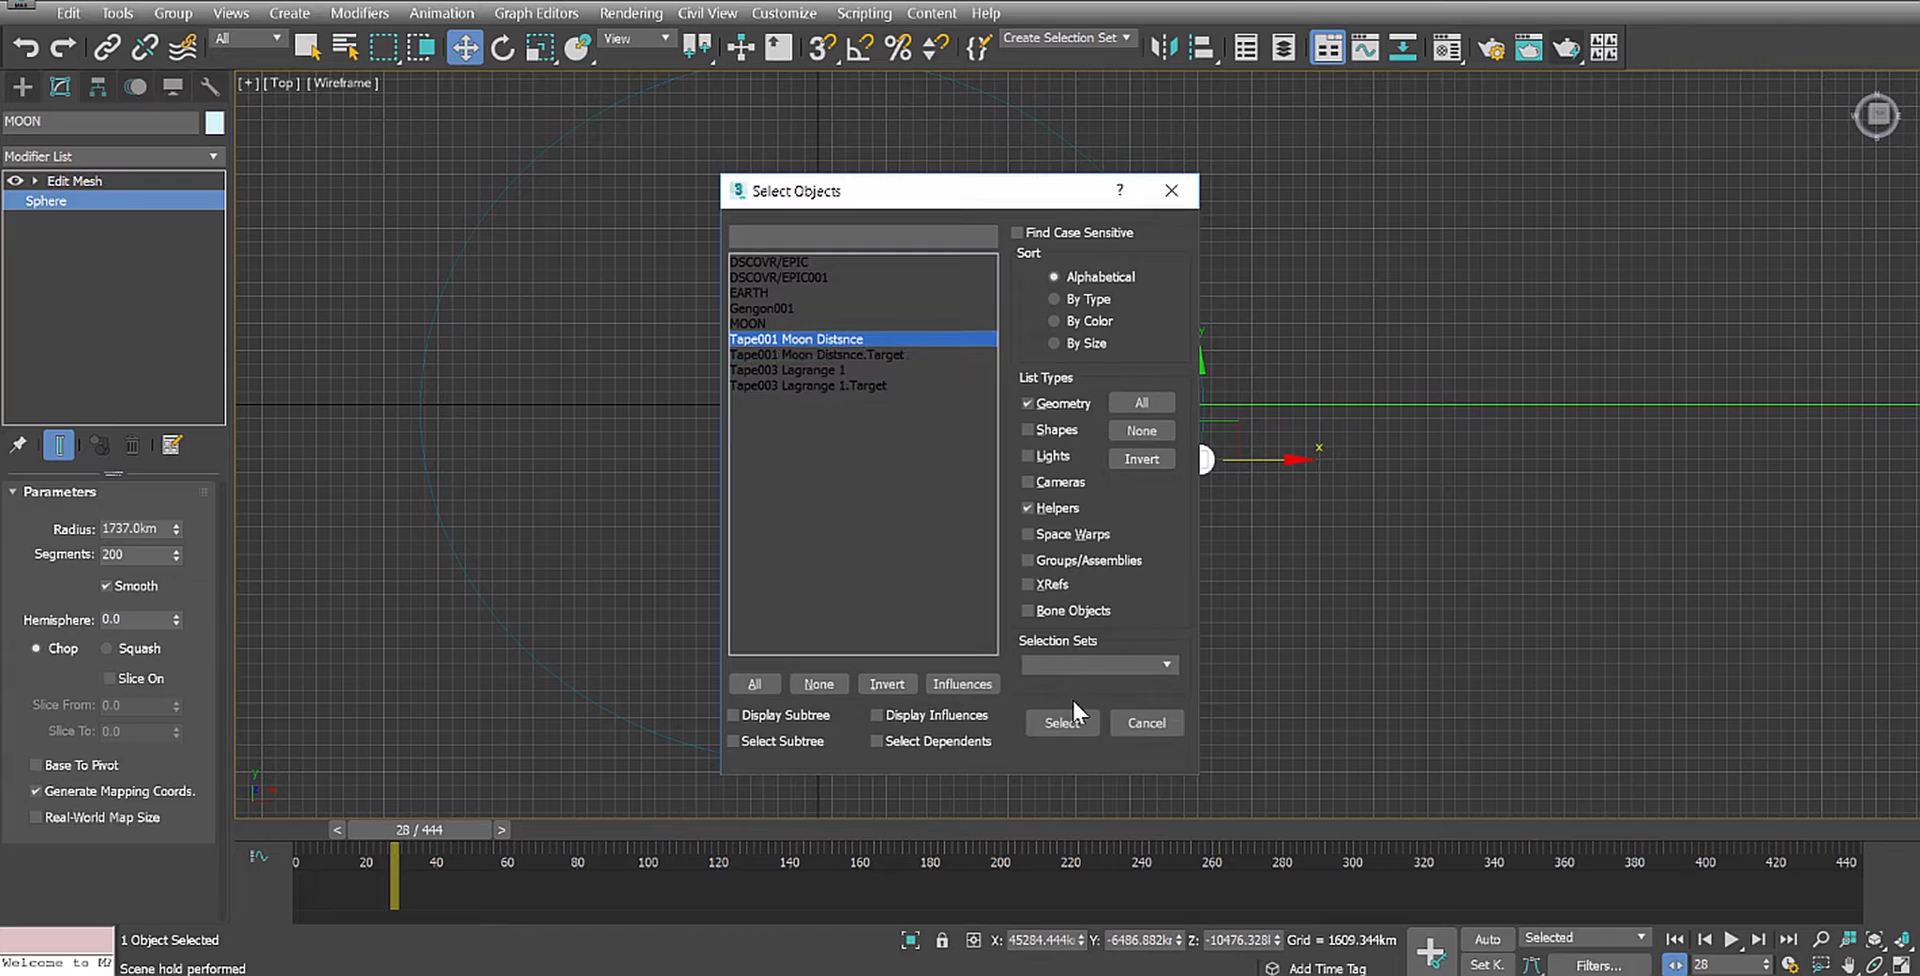 Edit Tools Group Views Create Modifiers Animation Graph Editors Rendering Civil View Customize Scripting Content Help
All View Create Selection Set
[+] [Top] [Wireframe]
MOON
Modifier List
Edit Mesh
Sphere
Parameters
Radius: 1737.0km
Segments: 200
Smooth
Hemisphere: 0.0
Chop Squash
Slice On
Slice From: 0.0
Slice To: 0.0
Base To Pivot
Generate Mapping Coords.
Real-World Map Size
3 Select Objects ?
Find Case Sensitive
DSCOVR/EPIC
DSCOVR/EPIC001
EARTH
Gengon001
MOON
Tape001 Moon Distsnce
Tape001 Moon Distsnce.Target
Tape003 Lagrange 1
Tape003 Lagrange 1.Target
Sort
Alphabetical
By Type
By Color
By Size
List Types
Geometry All
Shapes None
Lights Invert
Cameras
Helpers
Space Warps
Groups/Assemblies
XRefs
Bone Objects
Selection Sets
All None Invert Influences
Display Subtree Display Influences
Select Subtree Select Dependents
Select Cancel
y
x
y
< 28 / 444 >
0 20 40 60 80 100 120 140 160 180 200 220 240 260 280 300 320 340 360 380 400 420 440
1 Object Selected
X: 45284.444k Y: -6486.882k Z: -10476.328 Grid = 1609.344km
Auto Selected
Welcome to M
Scene hold performed
Add Time Tag
Set K. Filters... 28